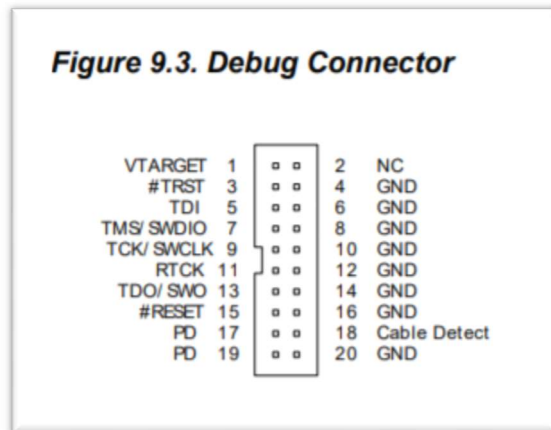 Figure 9.3. Debug Connector
VTARGET 1 2 NC
#TRST 3 4 GND
TDI 5 6 GND
TMS/ SWDIO 7 8 GND
TCK/ SWCLK 9 10 GND
RTCK 11 12 GND
TDO/ SWO 13 14 GND
#RESET 15 16 GND
PD 17 18 Cable Detect
PD 19 20 GND